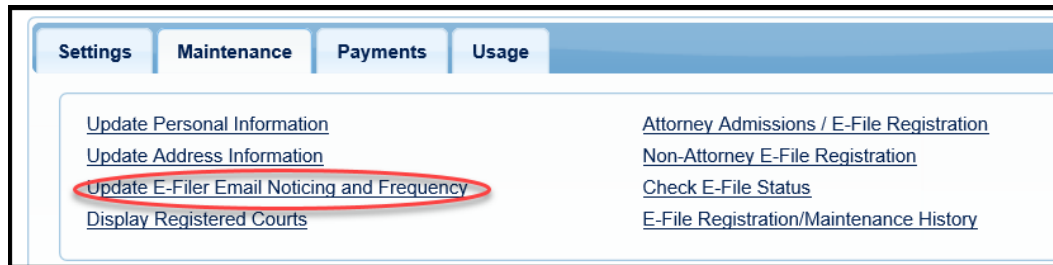 Settings Maintenance Payments Usage
Update Personal Information
Update Address Information
Update E-Filer Email Noticing and Frequency
Display Registered Courts
Attorney Admissions / E-File Registration
Non-Attorney E-File Registration
Check E-File Status
E-File Registration/Maintenance History